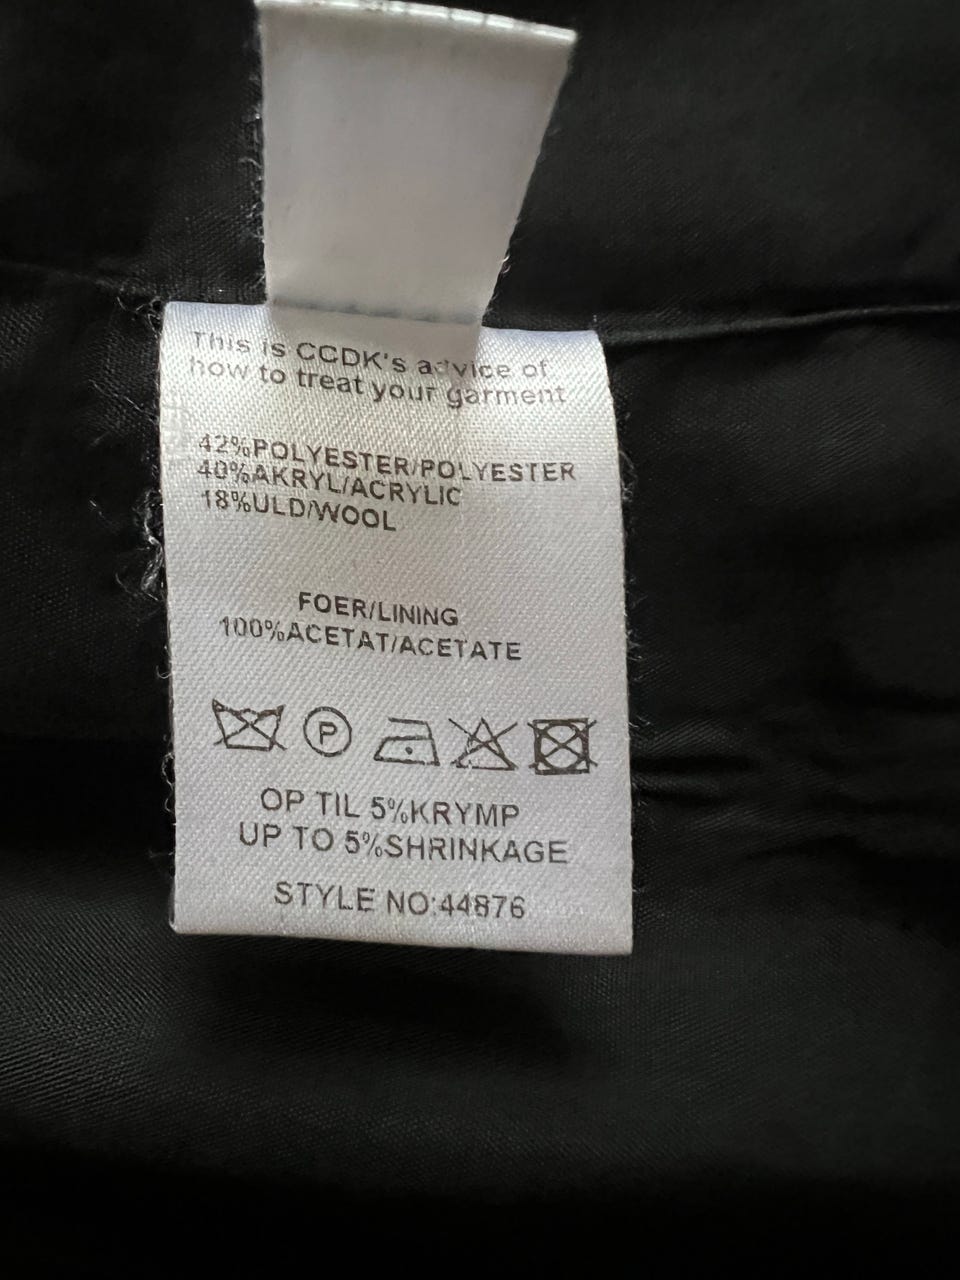 This is CCDK's advice of
how to treat your garment
42%POLYESTER/POLYESTER
40%AKRYL/ACRYLIC
18%ULD/WOOL
FOER/LINING
100%ACETAT/ACETATE
P
OP TIL 5%KRYMP
UP TO 5%SHRINKAGE
STYLE NO:44876